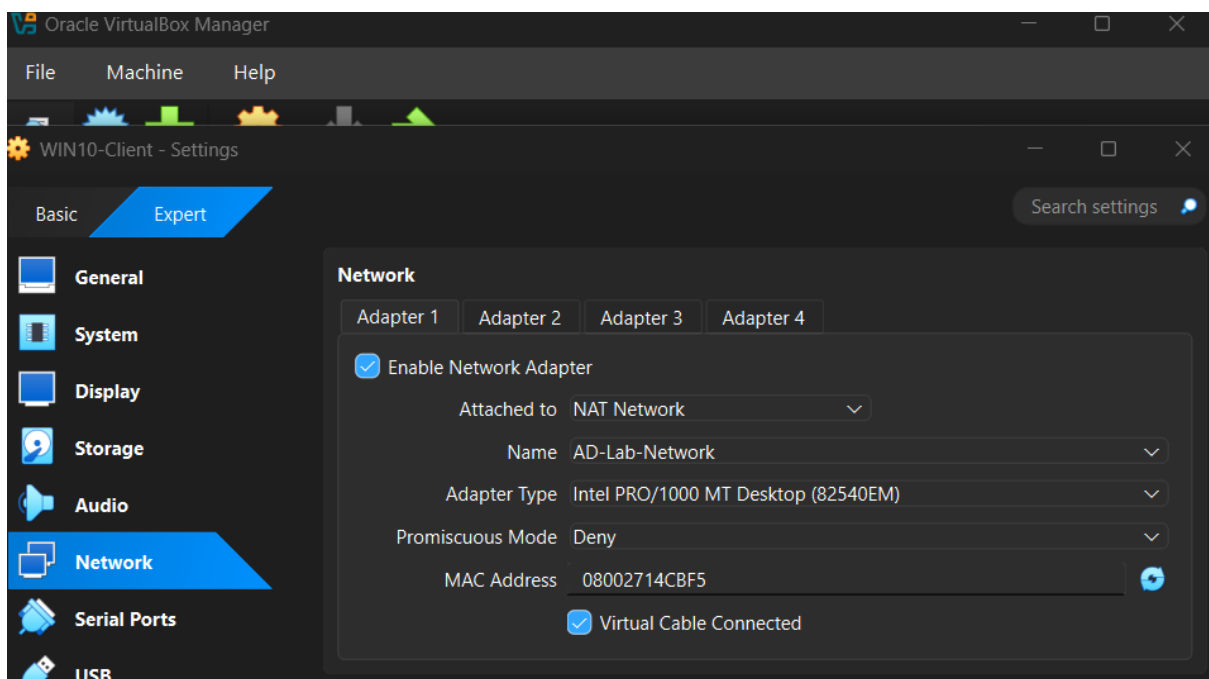 Oracle VirtualBox Manager
File Machine Help
WIN10-Client - Settings
Basic Expert Search settings
General
System
Display
Storage
Audio
Network
Serial Ports
USB
Network
Adapter 1 Adapter 2 Adapter 3 Adapter 4
Enable Network Adapter
Attached to NAT Network
Name AD-Lab-Network
Adapter Type Intel PRO/1000 MT Desktop (82540EM)
Promiscuous Mode Deny
MAC Address 08002714CBF5
Virtual Cable Connected